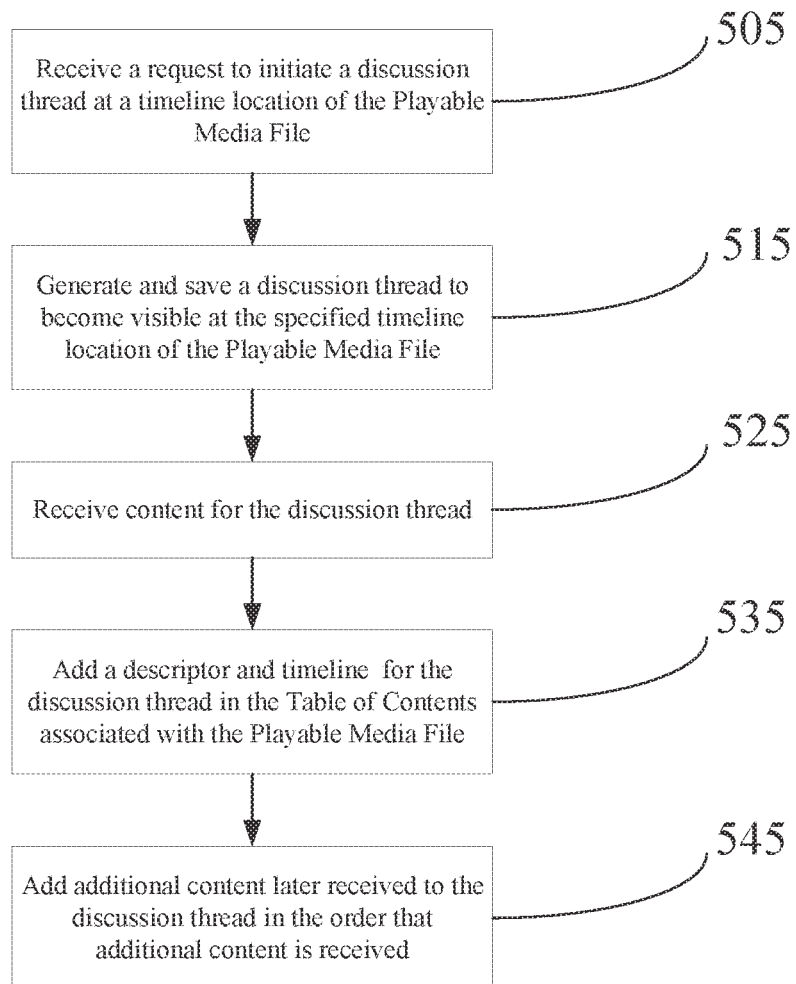 505
Receive a request to initiate a discussion
thread at a timeline location of the Playable
Media File
515
Generate and save a discussion thread to
become visible at the specified timeline
location of the Playable Media File
525
Receive content for the discussion thread
535
Add a descriptor and timeline for the
discussion thread in the Table of Contents
associated with the Playable Media File
545
Add additional content later received to the
discussion thread in the order that
additional content is received